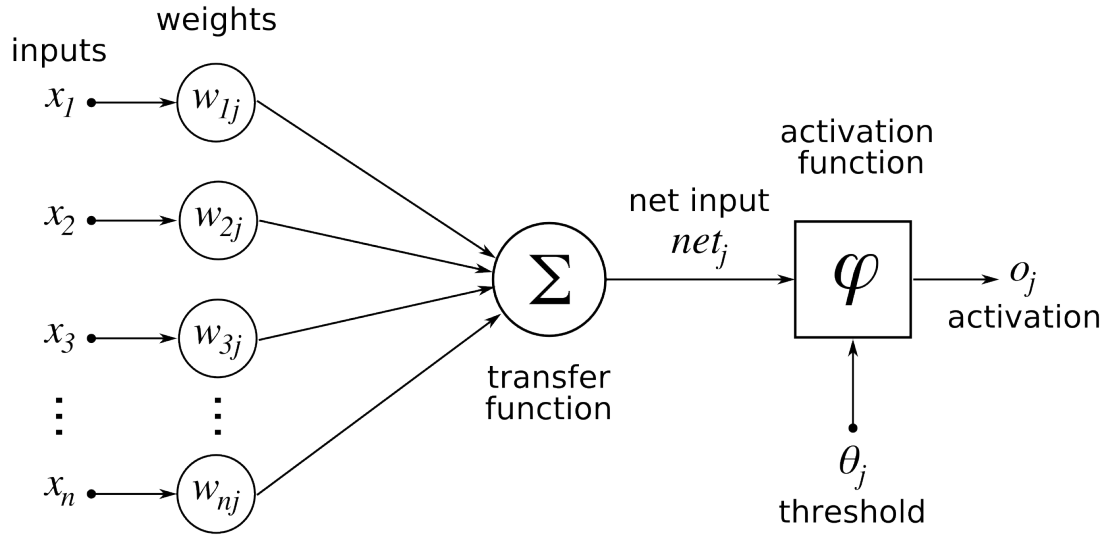 weights
inputs
x1
w1j
x2
w2j
x3
w3j
⋮ ⋮
xn
wnj
Σ
transfer
function
net input
netj
activation
function
φ
oj
activation
θj
threshold